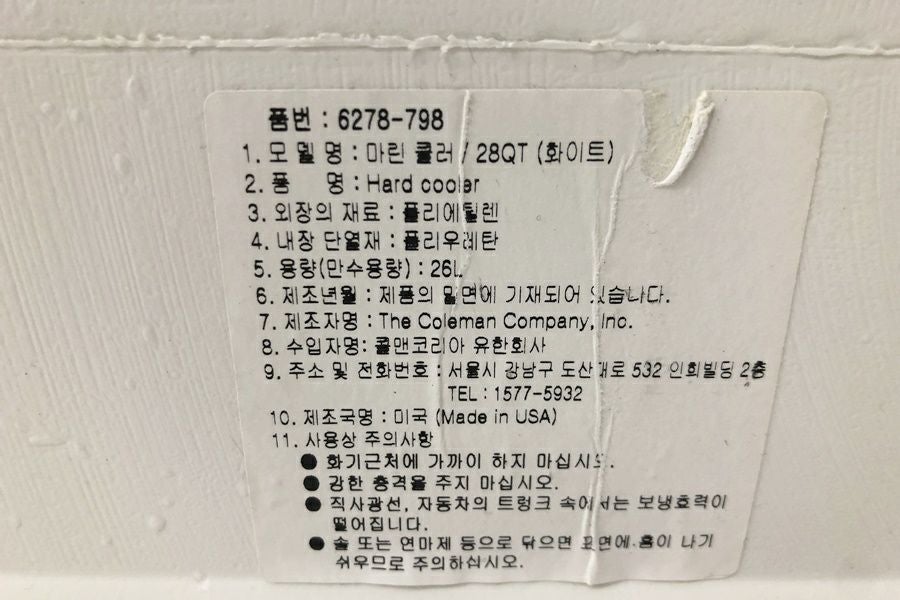 품번 : 6278-798
1. 모 델 명 : 마린 쿨러 / 28QT (화이트)
2. 품 명 : Hard cooler
3. 외장의 재료 : 폴리에틸렌
4. 내장 단열재 : 폴리우레탄
5. 용량(만수용량) : 26L
6. 제조년월 : 제품의 밑면에 기재되어 있습니다.
7. 제조자명 : The Coleman Company, Inc.
8. 수입자명: 콜맨코리아 유한회사
9. 주소 및 전화번호 : 서울시 강남구 도산대로 532 인희빌딩 2층
TEL : 1577-5932
10. 제조국명 : 미국 (Made in USA)
11. 사용상 주의사항
● 화기근처에 가까이 하지 마십시오.
● 강한 충격을 주지 마십시오.
● 직사광선, 자동차의 트렁크 속에서는 보냉효력이
떨어집니다.
● 솔 또는 연마제 등으로 닦으면 표면에 흠이 나기
쉬우므로 주의하십시오.